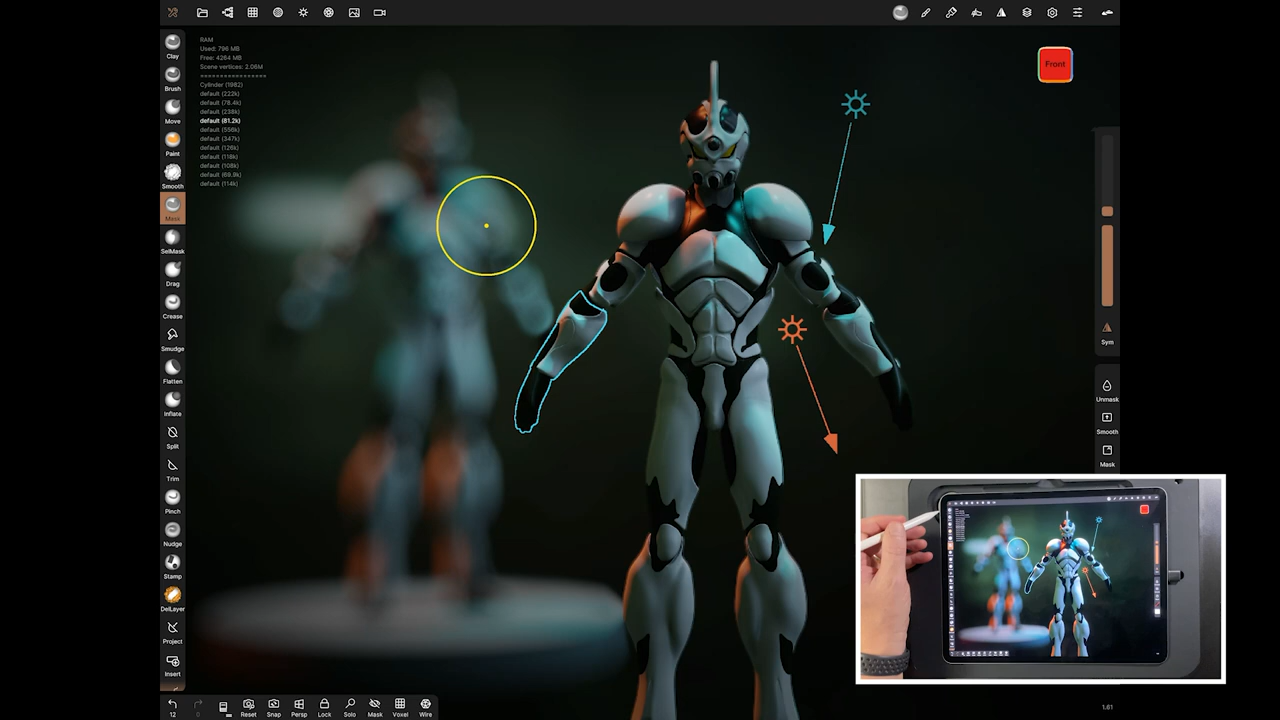 RAM
Used: 796 MB
Free: 4264 MB
Scene vertices: 2.06M
==================
Cylinder (1982)
default (222k)
default (78.4k)
default (238k)
default (81.2k)
default (556k)
default (347k)
default (126k)
default (118k)
default (108k)
default (69.9k)
default (114k)
Front
Clay
Brush
Move
Paint
Smooth
Mask
SelMask
Drag
Crease
Smudge
Flatten
Inflate
Split
Trim
Pinch
Nudge
Stamp
DelLayer
Project
Insert
Sym
Unmask
Smooth
Mask
12
0
Reset
Snap
Persp
Lock
Solo
Mask
Voxel
Wire
1.61